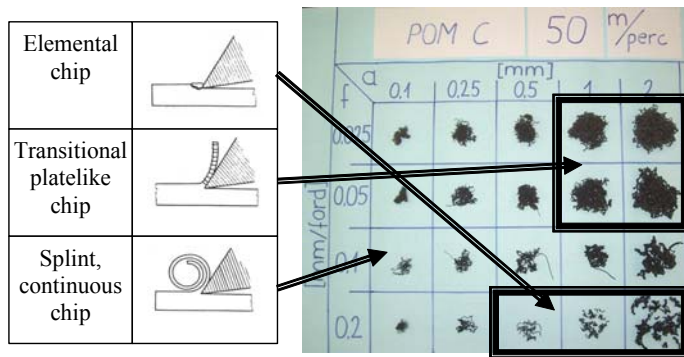 Elemental
chip
Transitional
platelike
chip
Splint,
continuous
chip
POM C 50 m/perc
a [mm]
f 0.1 0.25 0.5 1 2
0.025
0.05
0.1
0.2
[mm/ford]